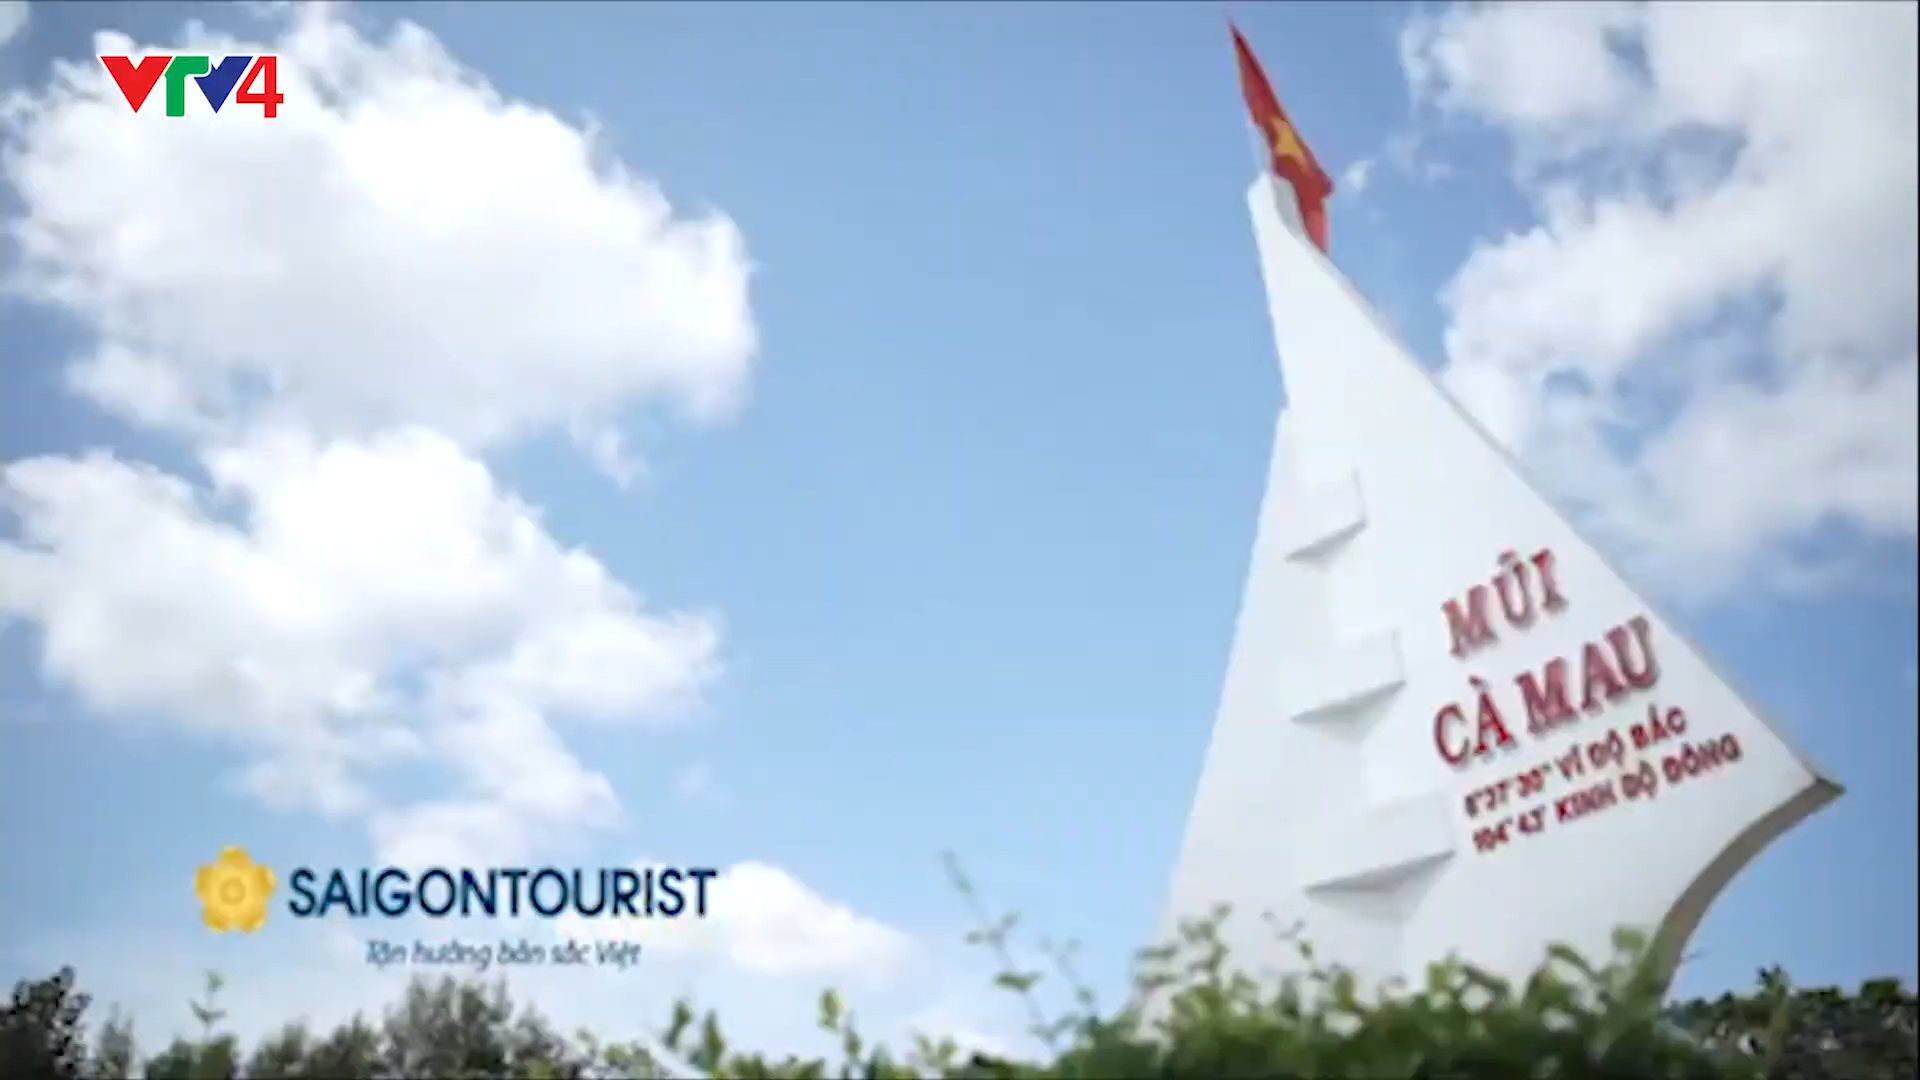 VTV4
MŨI
CÀ MAU
8°37'30" VĨ ĐỘ BẮC
104°43' KINH ĐỘ ĐÔNG
SAIGONTOURIST
Tận hưởng bản sắc Việt